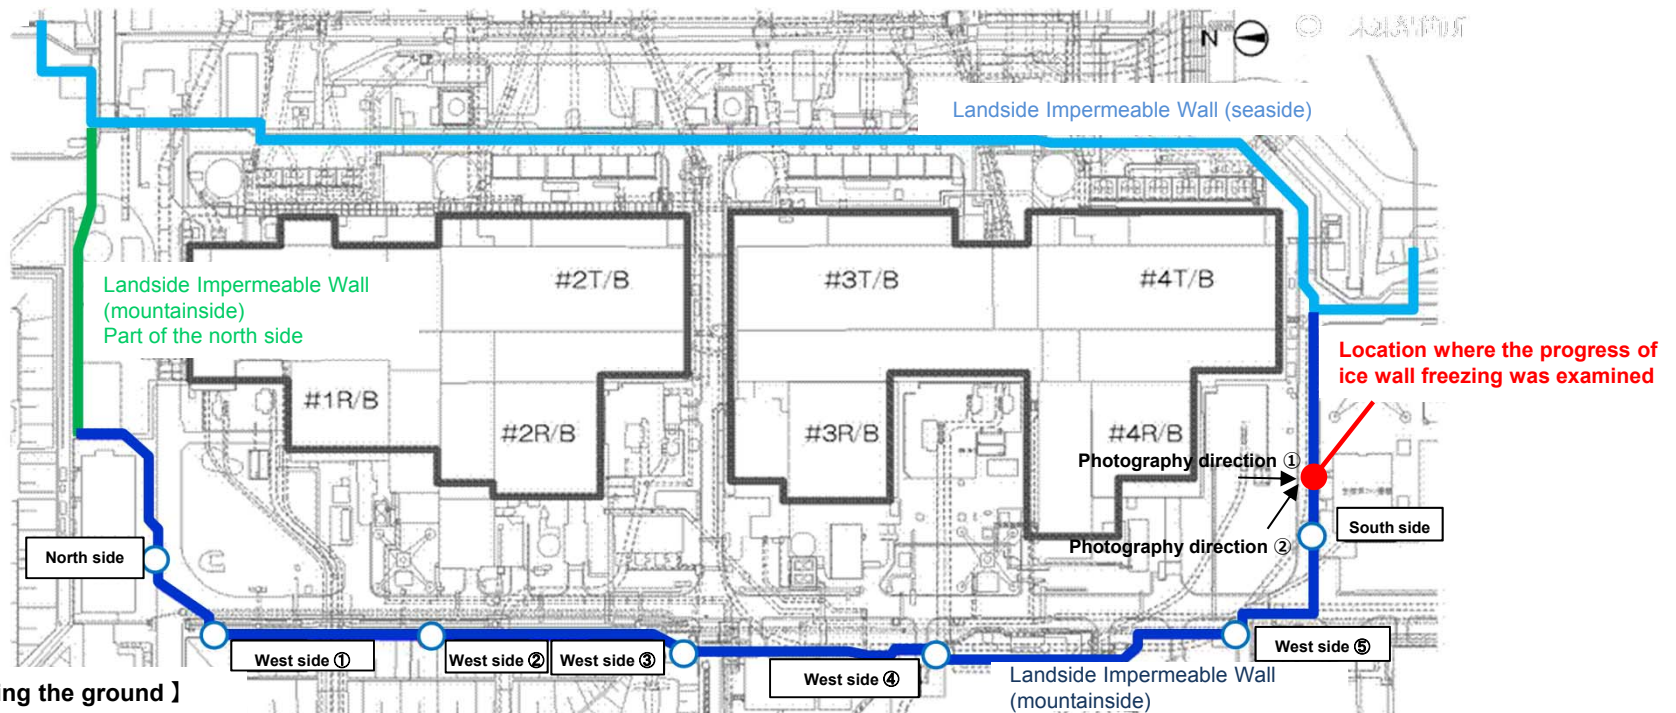 N
Landside Impermeable Wall (seaside)
#2T/B
#3T/B
#4T/B
Landside Impermeable Wall
(mountainside)
Part of the north side
Location where the progress of
ice wall freezing was examined
#1R/B
#2R/B
#3R/B
#4R/B
Photography direction ①
Photography direction ②
South side
North side
West side ①
West side ②
West side ③
West side ④
West side ⑤
Landside Impermeable Wall
(mountainside)
ing the ground 】